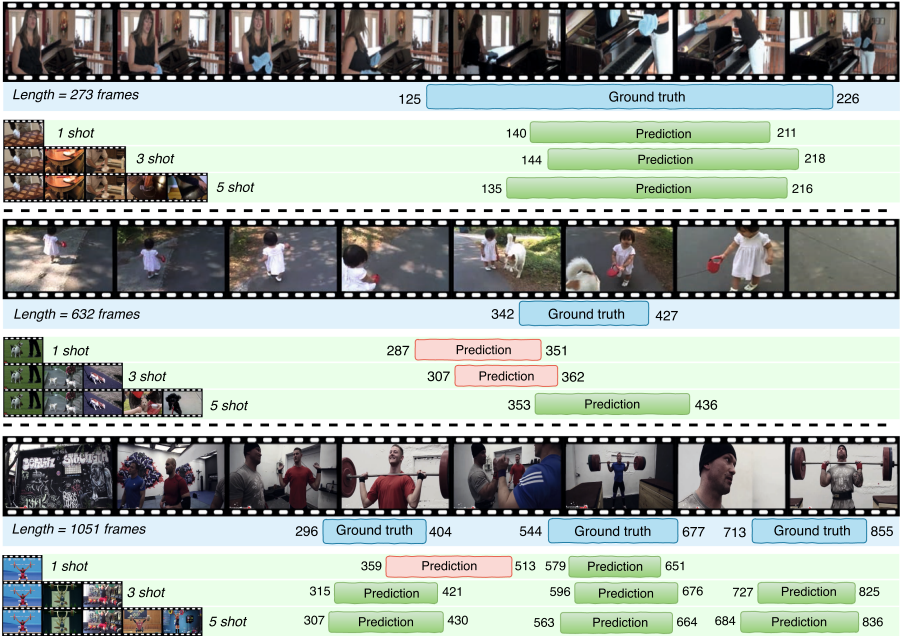 Length = 273 frames
125 Ground truth 226
1 shot 140 Prediction 211
3 shot 144 Prediction 218
5 shot 135 Prediction 216
Length = 632 frames
342 Ground truth 427
1 shot 287 Prediction 351
3 shot 307 Prediction 362
5 shot 353 Prediction 436
Length = 1051 frames
296 Ground truth 404 544 Ground truth 677 713 Ground truth 855
1 shot 359 Prediction 513 579 Prediction 651
3 shot 315 Prediction 421 596 Prediction 676 727 Prediction 825
5 shot 307 Prediction 430 563 Prediction 664 684 Prediction 836